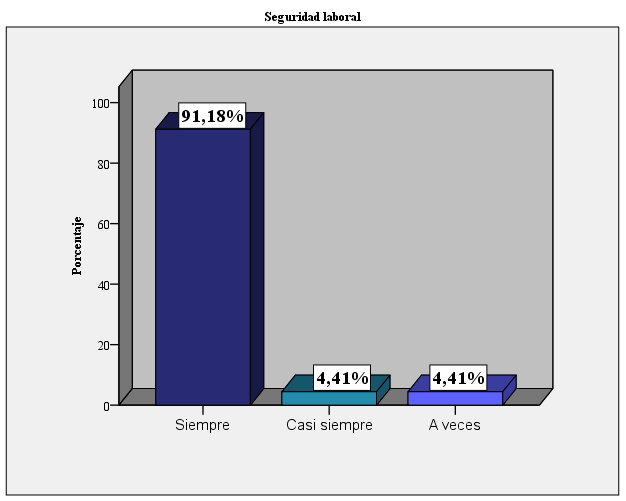 Seguridad laboral
Porcentaje
100
80
60
40
20
0
91,18%
4,41%
4,41%
Siempre
Casi siempre
A veces